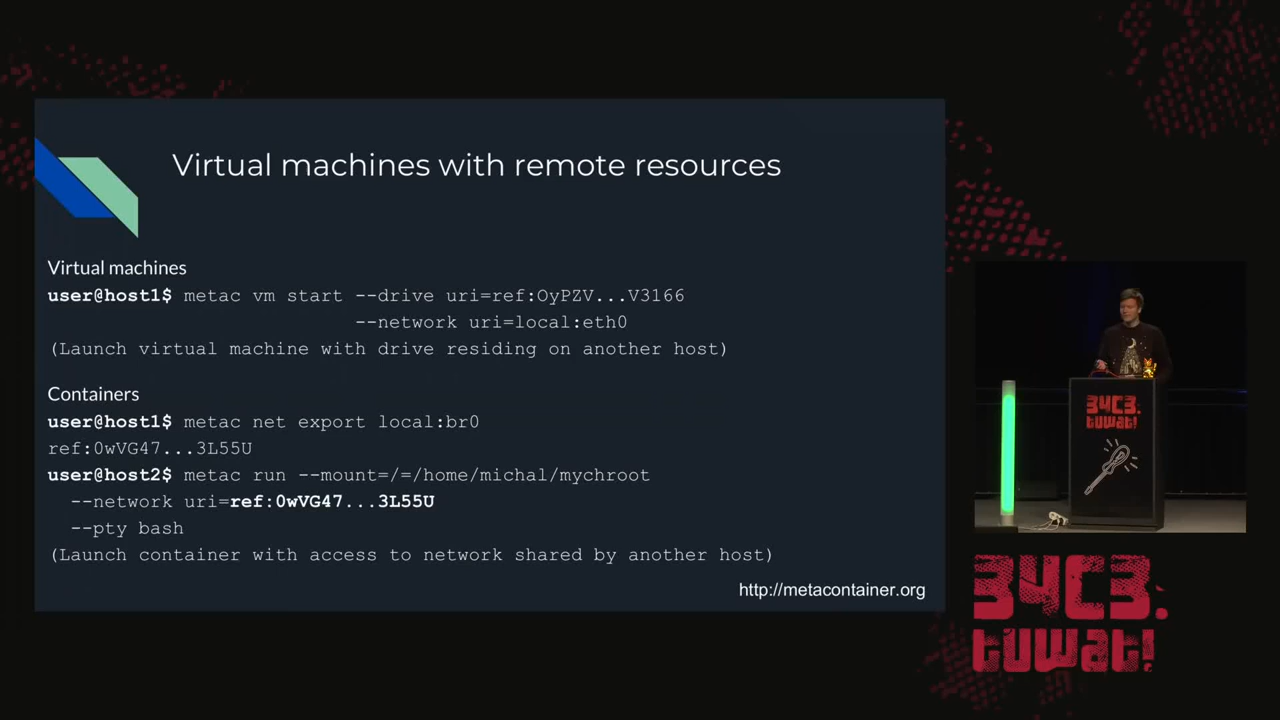 Virtual machines with remote resources
Virtual machines
user@host1$ metac vm start --drive uri=ref:OyPZV...V3166
--network uri=local:eth0
(Launch virtual machine with drive residing on another host)
Containers
user@host1$ metac net export local:br0
ref:0wVG47...3L55U
user@host2$ metac run --mount=/=/home/michal/mychroot
--network uri=ref:0wVG47...3L55U
--pty bash
(Launch container with access to network shared by another host)
http://metacontainer.org
34C3.
tuwat!
34C3.
tuwat!